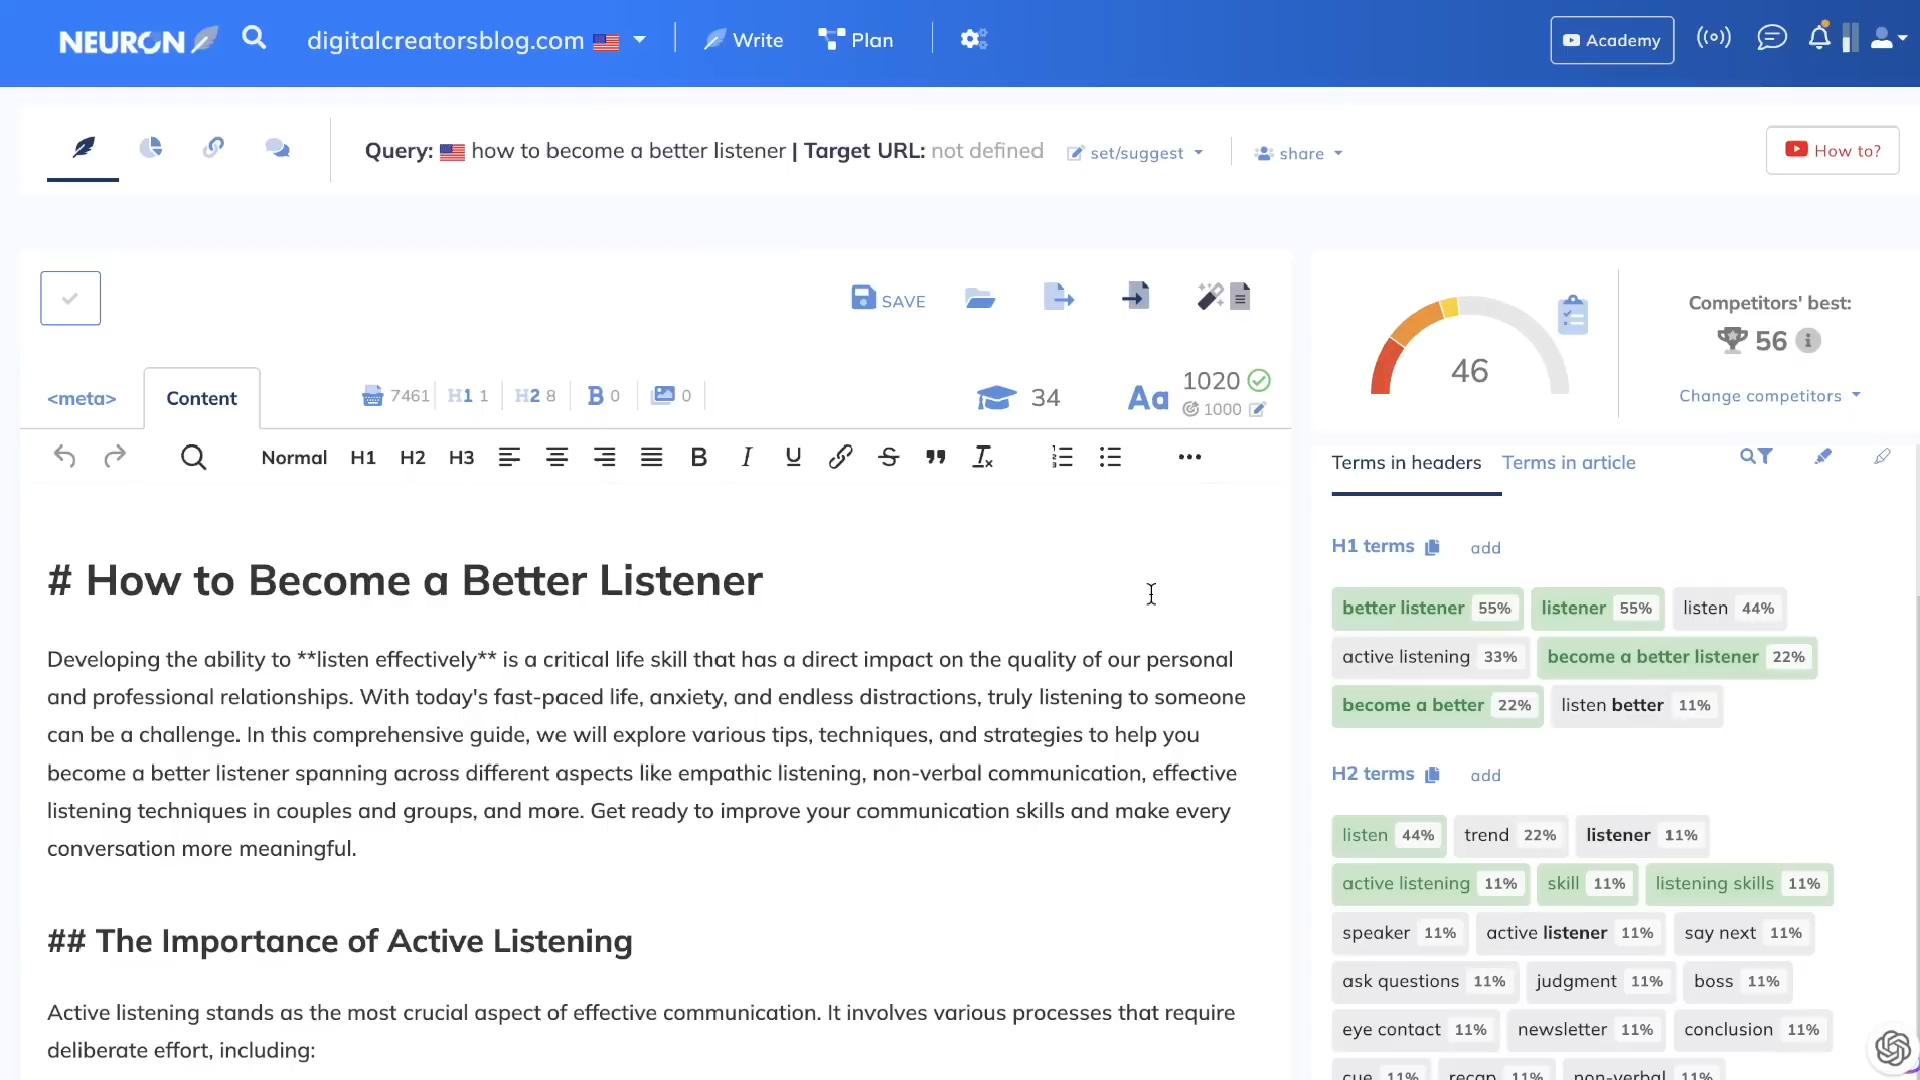 NEURON
digitalcreatorsblog.com
Write
Plan
Academy
Query: how to become a better listener | Target URL: not defined
set/suggest
share
How to?
SAVE
46
Competitors' best:
56
Change competitors
<meta>
Content
7461
H1 1
H2 8
B 0
0
34
Aa
1020
1000
Normal H1 H2 H3 B I U S
Terms in headers
Terms in article
H1 terms add
better listener 55% listener 55% listen 44%
active listening 33% become a better listener 22%
become a better 22% listen better 11%
H2 terms add
listen 44% trend 22% listener 11%
active listening 11% skill 11% listening skills 11%
speaker 11% active listener 11% say next 11%
ask questions 11% judgment 11% boss 11%
eye contact 11% newsletter 11% conclusion 11%
cue 11% recap 11% non-verbal 11%
# How to Become a Better Listener
Developing the ability to **listen effectively** is a critical life skill that has a direct impact on the quality of our personal
and professional relationships. With today's fast-paced life, anxiety, and endless distractions, truly listening to someone
can be a challenge. In this comprehensive guide, we will explore various tips, techniques, and strategies to help you
become a better listener spanning across different aspects like empathic listening, non-verbal communication, effective
listening techniques in couples and groups, and more. Get ready to improve your communication skills and make every
conversation more meaningful.
## The Importance of Active Listening
Active listening stands as the most crucial aspect of effective communication. It involves various processes that require
deliberate effort, including: